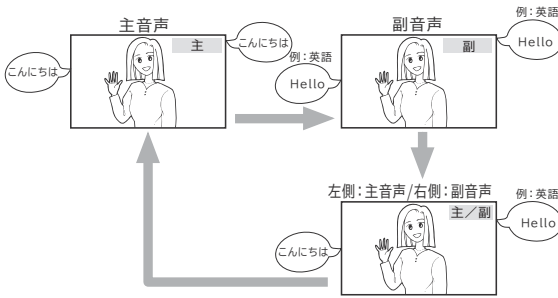 主音声
主
こんにちは
こんにちは
副音声
副
例：英語
Hello
例：英語
Hello
左側：主音声/右側：副音声
主／副
こんにちは
例：英語
Hello